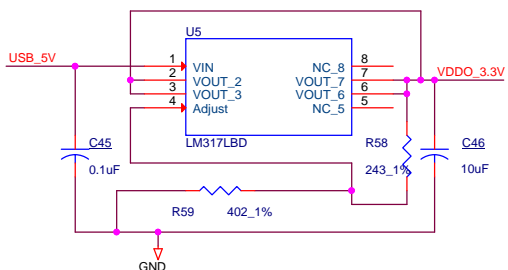 U5
USB_5V
1 VIN NC_8 8
2 VOUT_2 VOUT_7 7 VDDO_3.3V
3 VOUT_3 VOUT_6 6
4 Adjust NC_5 5
LM317LBD
C45
0.1uF
R58
243_1%
C46
10uF
R59 402_1%
GND